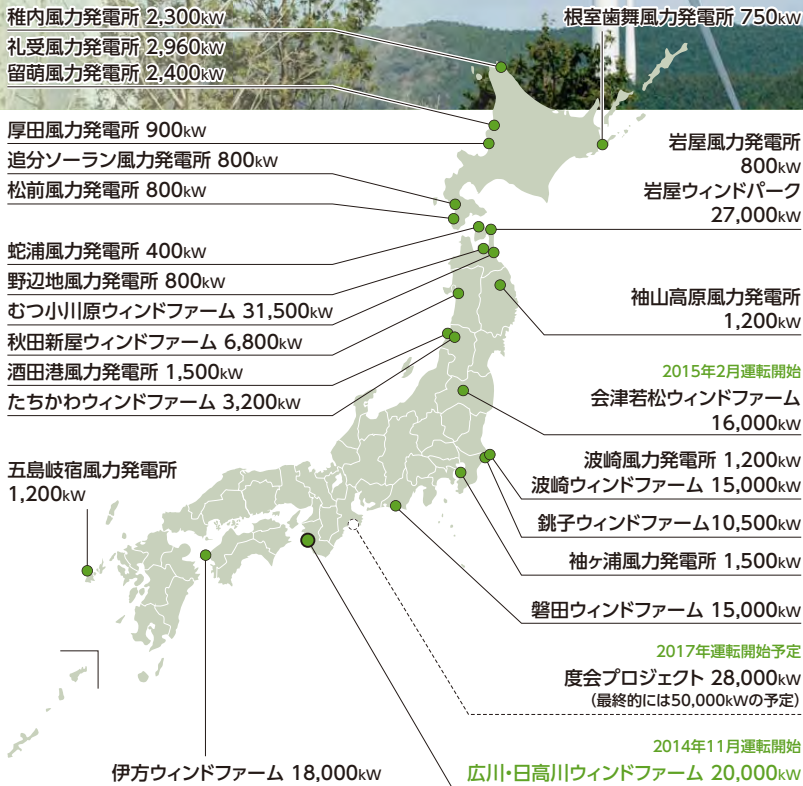 稚内風力発電所 2,300kW
礼受風力発電所 2,960kW
留萌風力発電所 2,400kW
厚田風力発電所 900kW
追分ソーラン風力発電所 800kW
松前風力発電所 800kW
蛇浦風力発電所 400kW
野辺地風力発電所 800kW
むつ小川原ウィンドファーム 31,500kW
秋田新屋ウィンドファーム 6,800kW
酒田港風力発電所 1,500kW
たちかわウィンドファーム 3,200kW
五島岐宿風力発電所
1,200kW
伊方ウィンドファーム 18,000kW
根室歯舞風力発電所 750kW
岩屋風力発電所
800kW
岩屋ウィンドパーク
27,000kW
袖山高原風力発電所
1,200kW
2015年2月運転開始
会津若松ウィンドファーム
16,000kW
波崎風力発電所 1,200kW
波崎ウィンドファーム 15,000kW
銚子ウィンドファーム10,500kW
袖ヶ浦風力発電所 1,500kW
磐田ウィンドファーム 15,000kW
2017年運転開始予定
度会プロジェクト 28,000kW
(最終的には50,000kWの予定)
2014年11月運転開始
広川・日高川ウィンドファーム 20,000kW